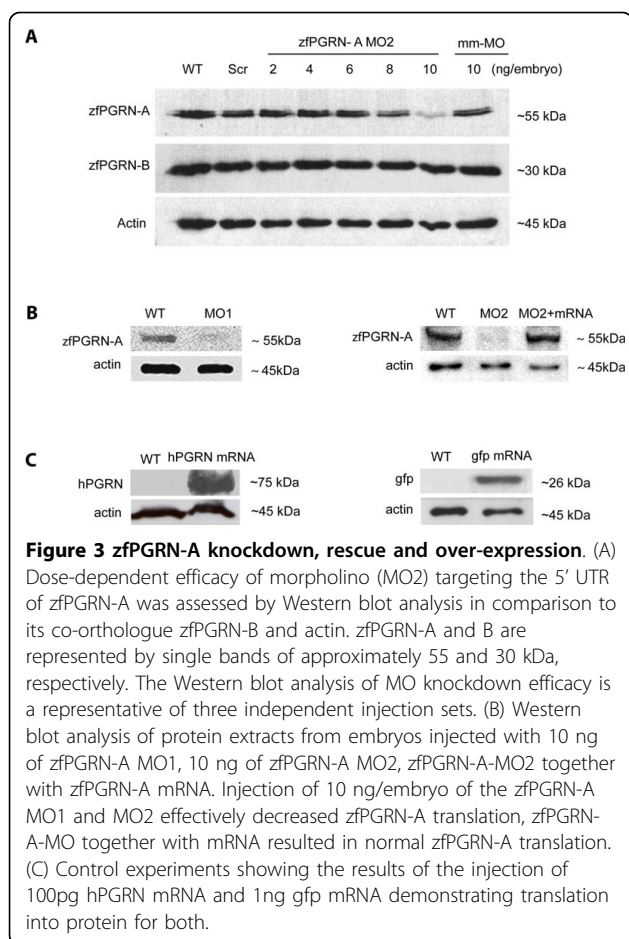 A
zfPGRN- A MO2 mm-MO
WT Scr 2 4 6 8 10 10 (ng/embryo)
zfPGRN-A ~55 kDa
zfPGRN-B ~30 kDa
Actin ~45 kDa
B
WT MO1 WT MO2 MO2+mRNA
zfPGRN-A ~ 55kDa zfPGRN-A ~ 55kDa
actin ~ 45kDa actin ~45kDa
C
WT hPGRN mRNA WT gfp mRNA
hPGRN ~75 kDa gfp ~26 kDa
actin ~45 kDa actin ~45 kDa
Figure 3 zfPGRN-A knockdown, rescue and over-expression. (A)
Dose-dependent efficacy of morpholino (MO2) targeting the 5' UTR
of zfPGRN-A was assessed by Western blot analysis in comparison to
its co-orthologue zfPGRN-B and actin. zfPGRN-A and B are
represented by single bands of approximately 55 and 30 kDa,
respectively. The Western blot analysis of MO knockdown efficacy is
a representative of three independent injection sets. (B) Western
blot analysis of protein extracts from embryos injected with 10 ng
of zfPGRN-A MO1, 10 ng of zfPGRN-A MO2, zfPGRN-A-MO2 together
with zfPGRN-A mRNA. Injection of 10 ng/embryo of the zfPGRN-A
MO1 and MO2 effectively decreased zfPGRN-A translation, zfPGRN-
A-MO together with mRNA resulted in normal zfPGRN-A translation.
(C) Control experiments showing the results of the injection of
100pg hPGRN mRNA and 1ng gfp mRNA demonstrating translation
into protein for both.